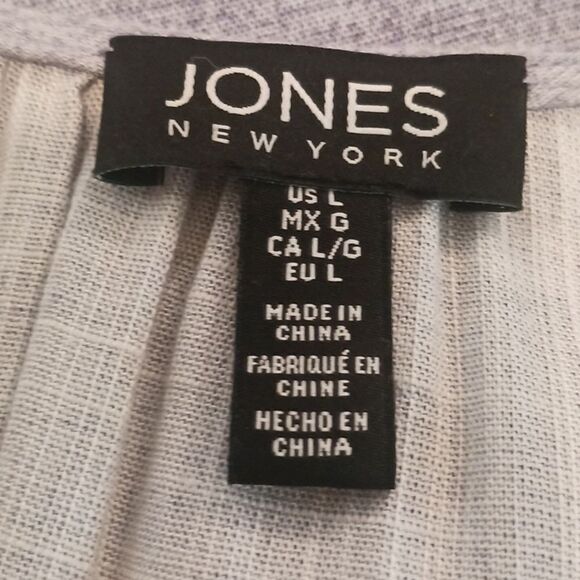 JONES
NEW YORK
US L
MX G
CA L/G
EU L
MADE IN
CHINA
FABRIQUÉ EN
CHINE
HECHO EN
CHINA